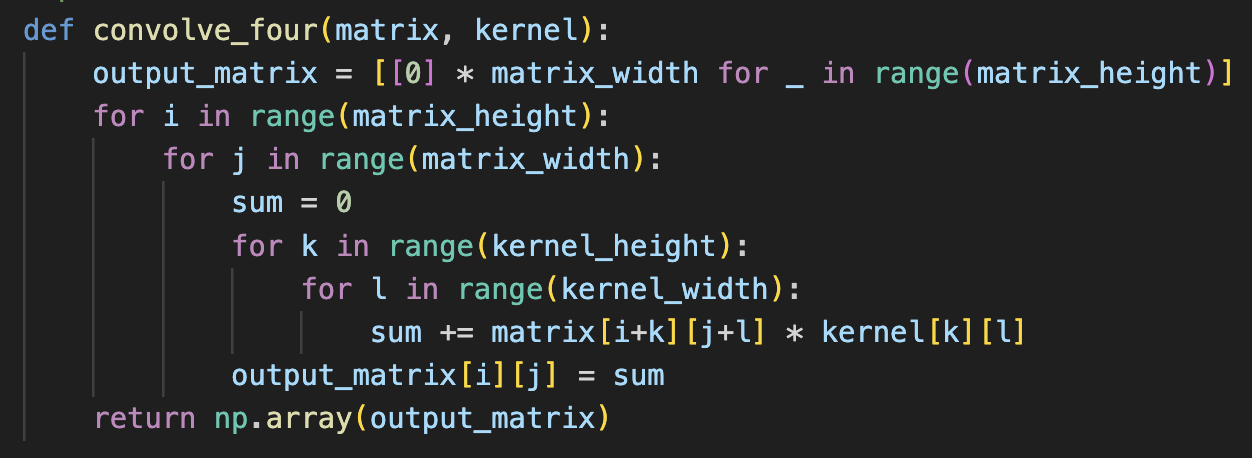 def convolve_four(matrix, kernel):
    output_matrix = [[0] * matrix_width for _ in range(matrix_height)]
    for i in range(matrix_height):
        for j in range(matrix_width):
            sum = 0
            for k in range(kernel_height):
                for l in range(kernel_width):
                    sum += matrix[i+k][j+l] * kernel[k][l]
            output_matrix[i][j] = sum
    return np.array(output_matrix)